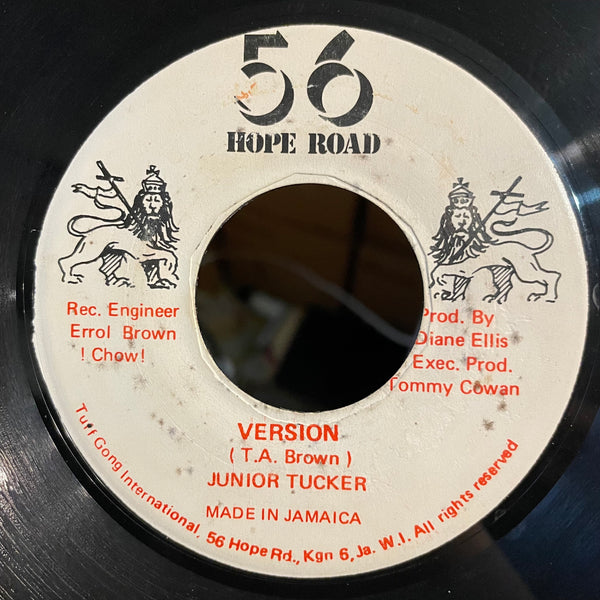 56
HOPE ROAD
Rec. Engineer
Errol Brown
! Chow!
Prod. By
Diane Ellis
Exec. Prod.
Tommy Cowan
VERSION
( T.A. Brown )
JUNIOR TUCKER
MADE IN JAMAICA
Tuff Gong International. 56 Hope Rd., Kgn 6, Ja. W.I. All rights reserved